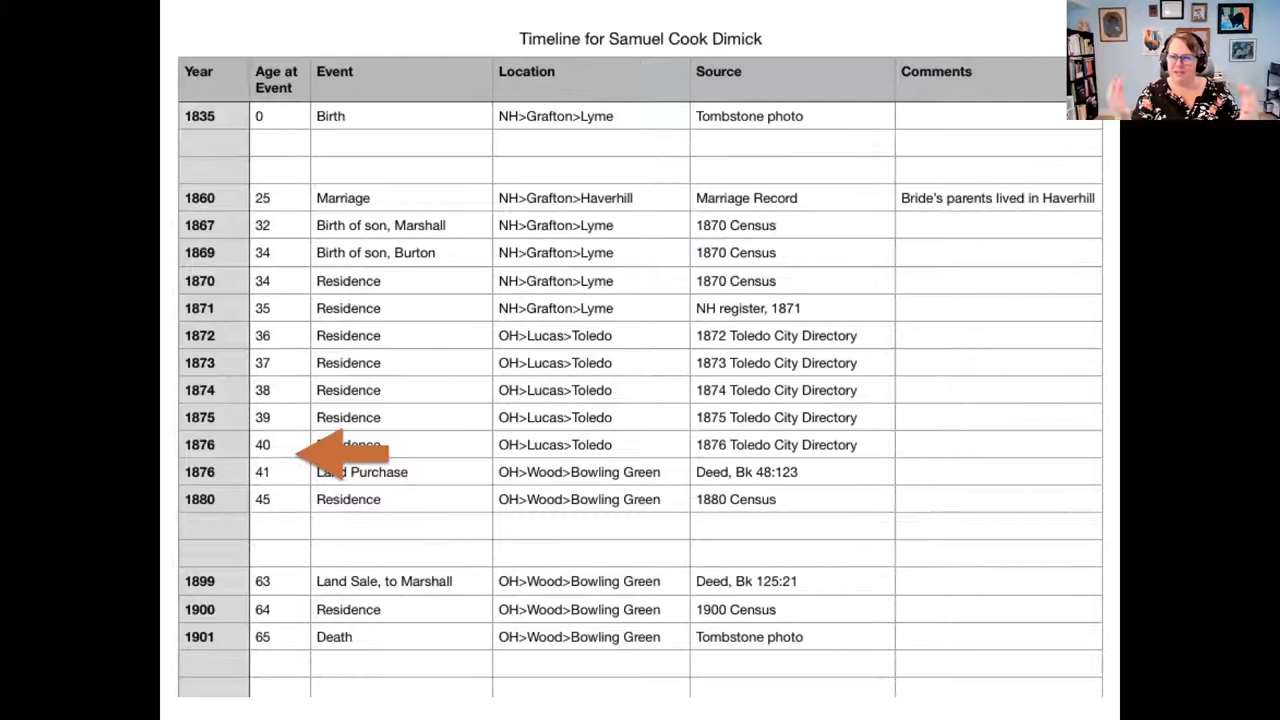 Timeline for Samuel Cook Dimick
Year Age at Event Event Location Source Comments
1835 0 Birth NH>Grafton>Lyme Tombstone photo
1860 25 Marriage NH>Grafton>Haverhill Marriage Record Bride's parents lived in Haverhill
1867 32 Birth of son, Marshall NH>Grafton>Lyme 1870 Census
1869 34 Birth of son, Burton NH>Grafton>Lyme 1870 Census
1870 34 Residence NH>Grafton>Lyme 1870 Census
1871 35 Residence NH>Grafton>Lyme NH register, 1871
1872 36 Residence OH>Lucas>Toledo 1872 Toledo City Directory
1873 37 Residence OH>Lucas>Toledo 1873 Toledo City Directory
1874 38 Residence OH>Lucas>Toledo 1874 Toledo City Directory
1875 39 Residence OH>Lucas>Toledo 1875 Toledo City Directory
1876 40 Residence OH>Lucas>Toledo 1876 Toledo City Directory
1876 41 Land Purchase OH>Wood>Bowling Green Deed, Bk 48:123
1880 45 Residence OH>Wood>Bowling Green 1880 Census
1899 63 Land Sale, to Marshall OH>Wood>Bowling Green Deed, Bk 125:21
1900 64 Residence OH>Wood>Bowling Green 1900 Census
1901 65 Death OH>Wood>Bowling Green Tombstone photo